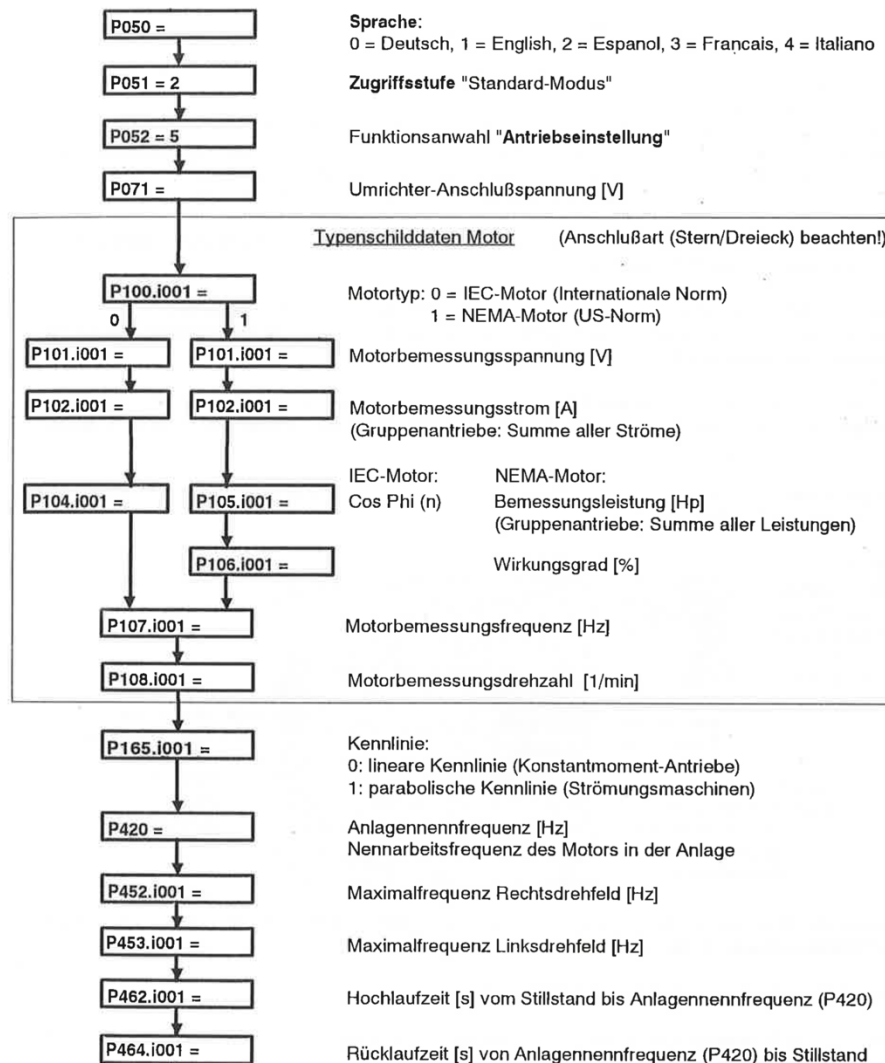 P050 =
Sprache:
0 = Deutsch, 1 = English, 2 = Espanol, 3 = Francais, 4 = Italiano
P051 = 2
Zugriffsstufe "Standard-Modus"
P052 = 5
Funktionsanwahl "Antriebseinstellung"
P071 =
Umrichter-Anschlußspannung [V]
Typenschilddaten Motor (Anschlußart (Stern/Dreieck) beachten!)
P100.i001 =
Motortyp: 0 = IEC-Motor (Internationale Norm)
1 = NEMA-Motor (US-Norm)
0 1
P101.i001 = P101.i001 =
Motorbemessungsspannung [V]
P102.i001 = P102.i001 =
Motorbemessungsstrom [A]
(Gruppenantriebe: Summe aller Ströme)
IEC-Motor: NEMA-Motor:
P104.i001 = P105.i001 =
Cos Phi (n) Bemessungsleistung [Hp]
(Gruppenantriebe: Summe aller Leistungen)
P106.i001 =
Wirkungsgrad [%]
P107.i001 =
Motorbemessungsfrequenz [Hz]
P108.i001 =
Motorbemessungsdrehzahl [1/min]
P165.i001 =
Kennlinie:
0: lineare Kennlinie (Konstantmoment-Antriebe)
1: parabolische Kennlinie (Strömungsmaschinen)
P420 =
Anlagennennfrequenz [Hz]
Nennarbeitsfrequenz des Motors in der Anlage
P452.i001 =
Maximalfrequenz Rechtsdrehfeld [Hz]
P453.i001 =
Maximalfrequenz Linksdrehfeld [Hz]
P462.i001 =
Hochlaufzeit [s] vom Stillstand bis Anlagennennfrequenz (P420)
P464.i001 =
Rücklaufzeit [s] von Anlagennennfrequenz (P420) bis Stillstand